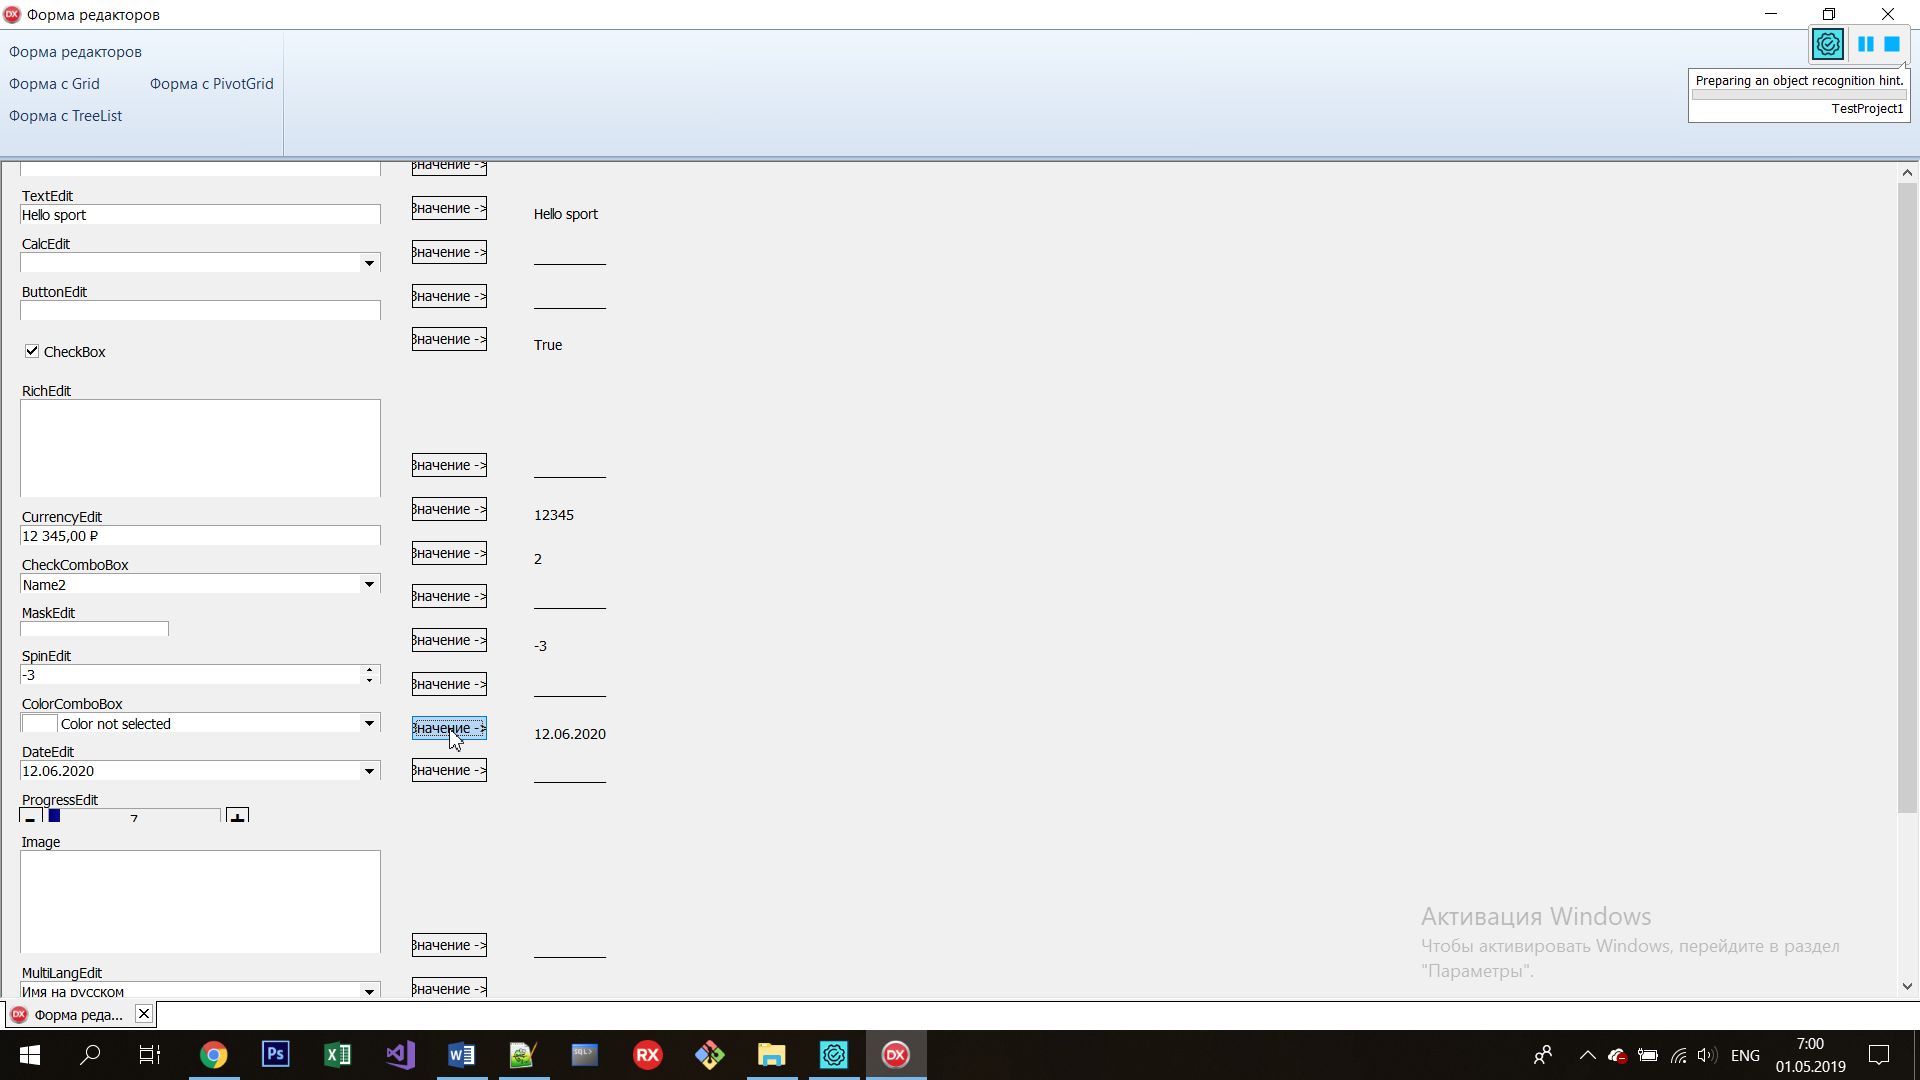 Форма редакторов
Форма редакторов
Форма с Grid
Форма с PivotGrid
Форма с TreeList
Preparing an object recognition hint.
TestProject1
Значение ->
TextEdit
Hello sport
Значение ->
Hello sport
CalcEdit
Значение ->
ButtonEdit
Значение ->
CheckBox
Значение ->
True
RichEdit
Значение ->
CurrencyEdit
12 345,00 ₽
Значение ->
12345
CheckComboBox
Name2
Значение ->
2
MaskEdit
Значение ->
SpinEdit
-3
Значение ->
-3
ColorComboBox
Color not selected
Значение ->
DateEdit
12.06.2020
Значение ->
12.06.2020
ProgressEdit
7
Значение ->
Image
Значение ->
MultiLangEdit
Имя на русском
Значение ->
Активация Windows
Чтобы активировать Windows, перейдите в раздел
"Параметры".
Форма реда...
ENG
7:00
01.05.2019